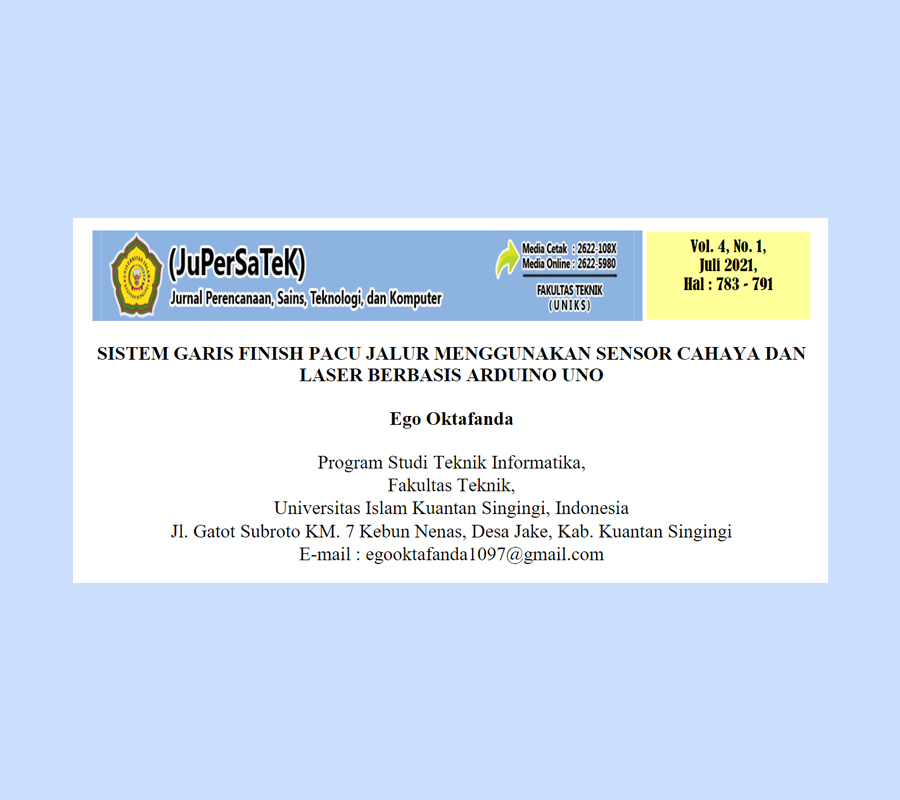 (JuPerSaTeK)
Jurnal Perencanaan, Sains, Teknologi, dan Komputer
Media Cetak : 2622-108X
Media Online : 2622-5980
FAKULTAS TEKNIK
(UNIKS)
Vol. 4, No. 1,
Juli 2021,
Hal : 783 - 791
SISTEM GARIS FINISH PACU JALUR MENGGUNAKAN SENSOR CAHAYA DAN
LASER BERBASIS ARDUINO UNO
Ego Oktafanda
Program Studi Teknik Informatika,
Fakultas Teknik,
Universitas Islam Kuantan Singingi, Indonesia
Jl. Gatot Subroto KM. 7 Kebun Nenas, Desa Jake, Kab. Kuantan Singingi
E-mail : egooktafanda1097@gmail.com